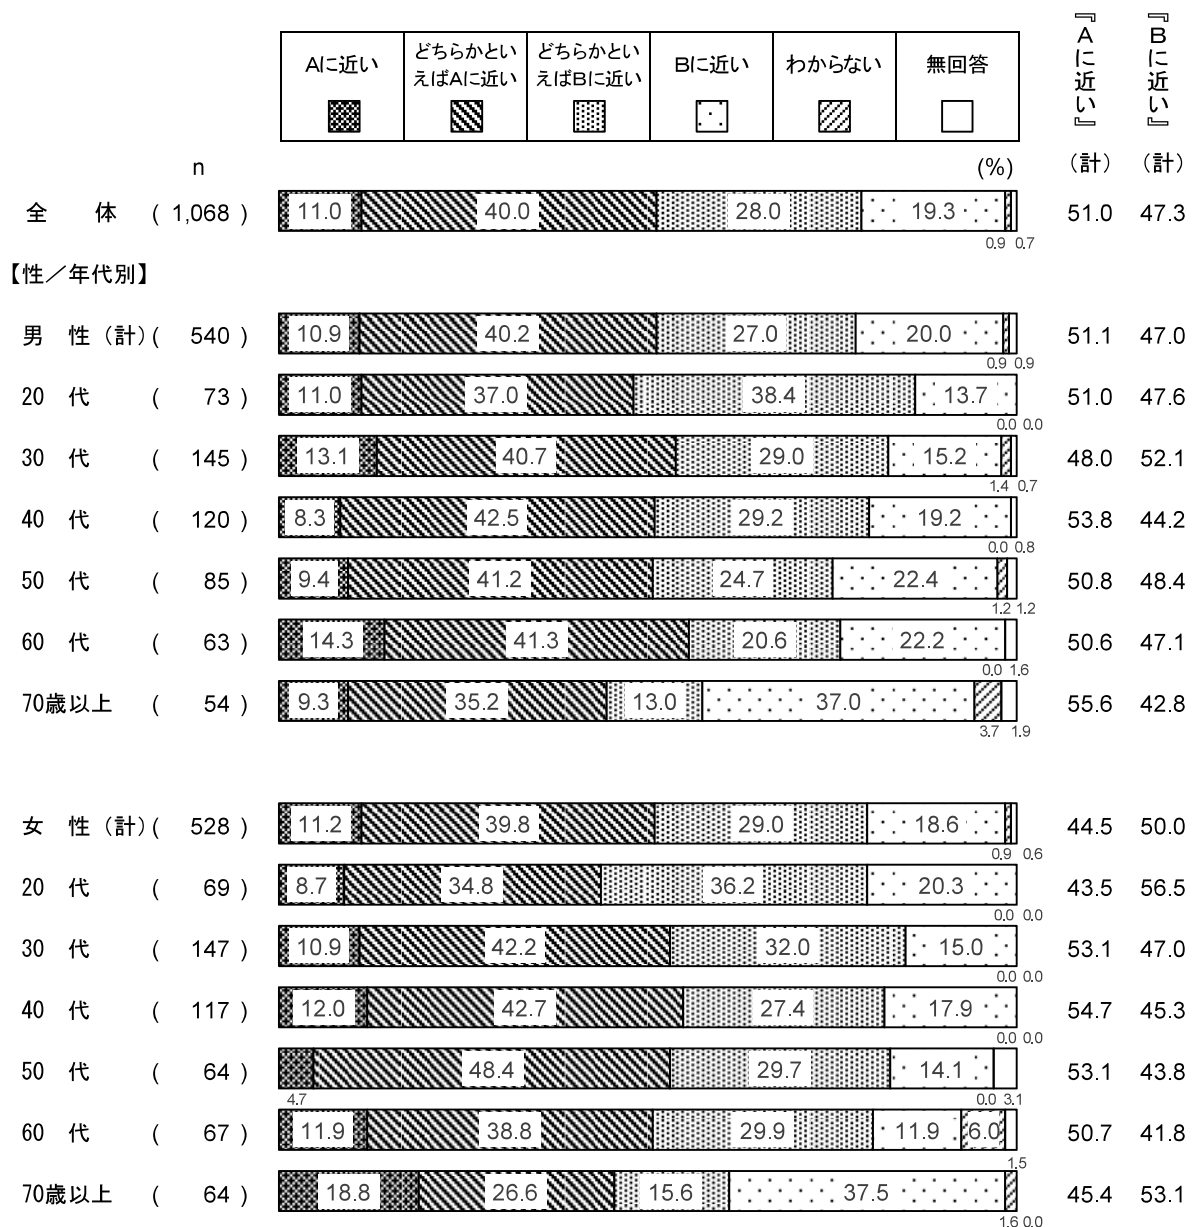 Aに近い
どちらかとい
えばAに近い
どちらかとい
えばBに近い
Bに近い
わからない
無回答
『Aに近い』
(計)
『Bに近い』
(計)
n
(%)
全 体 ( 1,068 ) 11.0 40.0 28.0 19.3 51.0 47.3
0.9 0.7
【性／年代別】
男 性 (計) ( 540 ) 10.9 40.2 27.0 20.0 51.1 47.0
0.9 0.9
20 代 ( 73 ) 11.0 37.0 38.4 13.7 51.0 47.6
0.0 0.0
30 代 ( 145 ) 13.1 40.7 29.0 15.2 48.0 52.1
1.4 0.7
40 代 ( 120 ) 8.3 42.5 29.2 19.2 53.8 44.2
0.0 0.8
50 代 ( 85 ) 9.4 41.2 24.7 22.4 50.8 48.4
1.2 1.2
60 代 ( 63 ) 14.3 41.3 20.6 22.2 50.6 47.1
0.0 1.6
70歳以上 ( 54 ) 9.3 35.2 13.0 37.0 55.6 42.8
3.7 1.9
女 性 (計) ( 528 ) 11.2 39.8 29.0 18.6 44.5 50.0
0.9 0.6
20 代 ( 69 ) 8.7 34.8 36.2 20.3 43.5 56.5
0.0 0.0
30 代 ( 147 ) 10.9 42.2 32.0 15.0 53.1 47.0
0.0 0.0
40 代 ( 117 ) 12.0 42.7 27.4 17.9 54.7 45.3
0.0 0.0
50 代 ( 64 ) 48.4 29.7 14.1 53.1 43.8
4.7 0.0 3.1
60 代 ( 67 ) 11.9 38.8 29.9 11.9 6.0 50.7 41.8
1.5
70歳以上 ( 64 ) 18.8 26.6 15.6 37.5 45.4 53.1
1.6 0.0